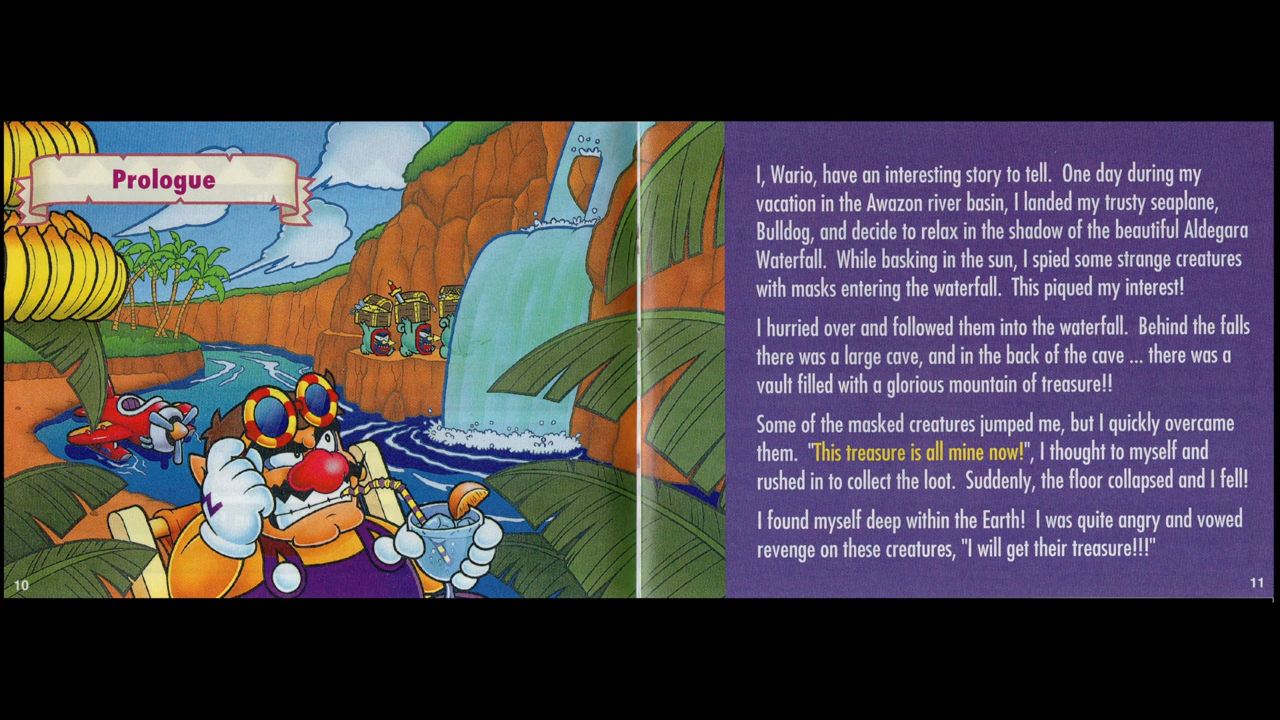 Prologue
10
I, Wario, have an interesting story to tell. One day during my
vacation in the Awazon river basin, I landed my trusty seaplane,
Bulldog, and decide to relax in the shadow of the beautiful Aldegara
Waterfall. While basking in the sun, I spied some strange creatures
with masks entering the waterfall. This piqued my interest!
I hurried over and followed them into the waterfall. Behind the falls
there was a large cave, and in the back of the cave ... there was a
vault filled with a glorious mountain of treasure!!
Some of the masked creatures jumped me, but I quickly overcame
them. "This treasure is all mine now!", I thought to myself and
rushed in to collect the loot. Suddenly, the floor collapsed and I fell!
I found myself deep within the Earth! I was quite angry and vowed
revenge on these creatures, "I will get their treasure!!!"
11